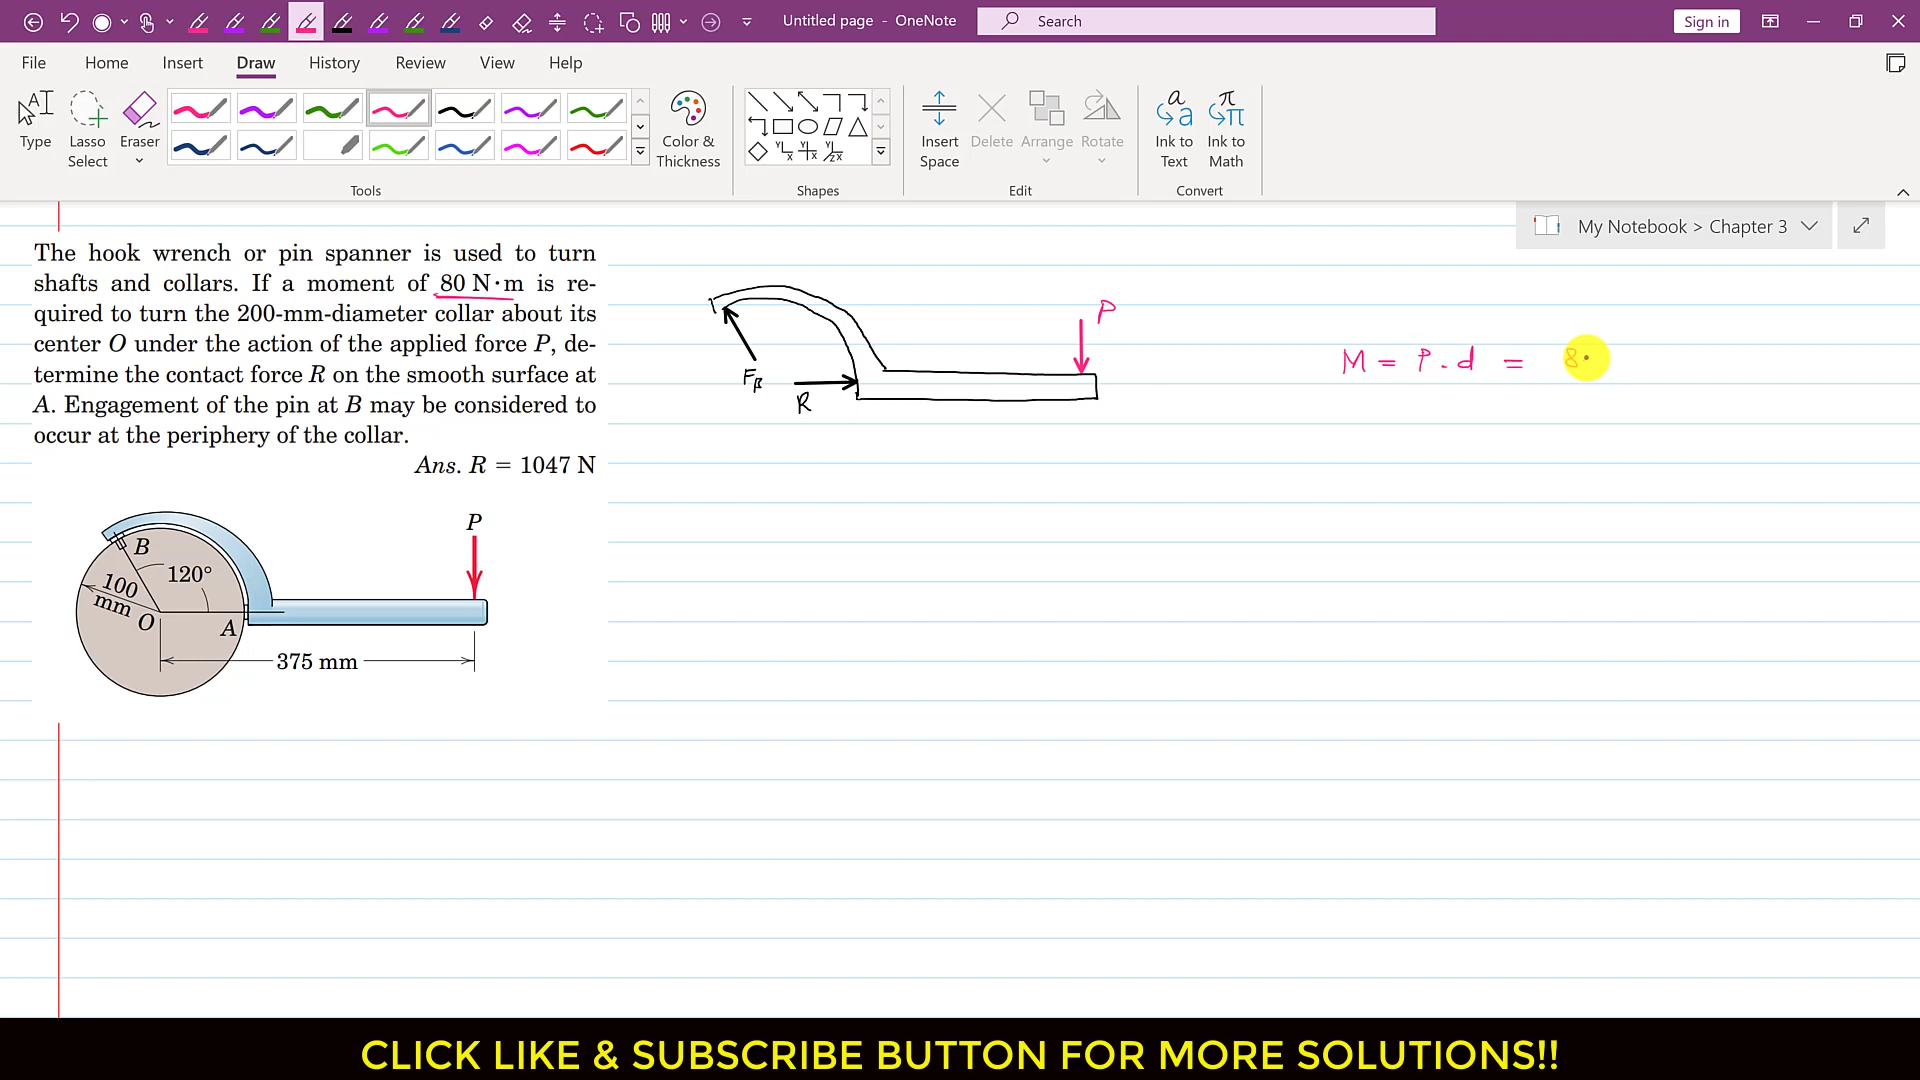 Untitled page - OneNote
Search
Sign in
File Home Insert Draw History Review View Help
Type
Lasso Select
Eraser
Color & Thickness
Insert Space
Delete
Arrange
Rotate
Ink to Text
Ink to Math
Tools
Shapes
Edit
Convert
My Notebook > Chapter 3
The hook wrench or pin spanner is used to turn
shafts and collars. If a moment of 80 N·m is re-
quired to turn the 200-mm-diameter collar about its
center O under the action of the applied force P, de-
termine the contact force R on the smooth surface at
A. Engagement of the pin at B may be considered to
occur at the periphery of the collar.
Ans. R = 1047 N
P
B
120°
100 mm
O
A
375 mm
P
F_B
R
M = P . d = 8
CLICK LIKE & SUBSCRIBE BUTTON FOR MORE SOLUTIONS!!